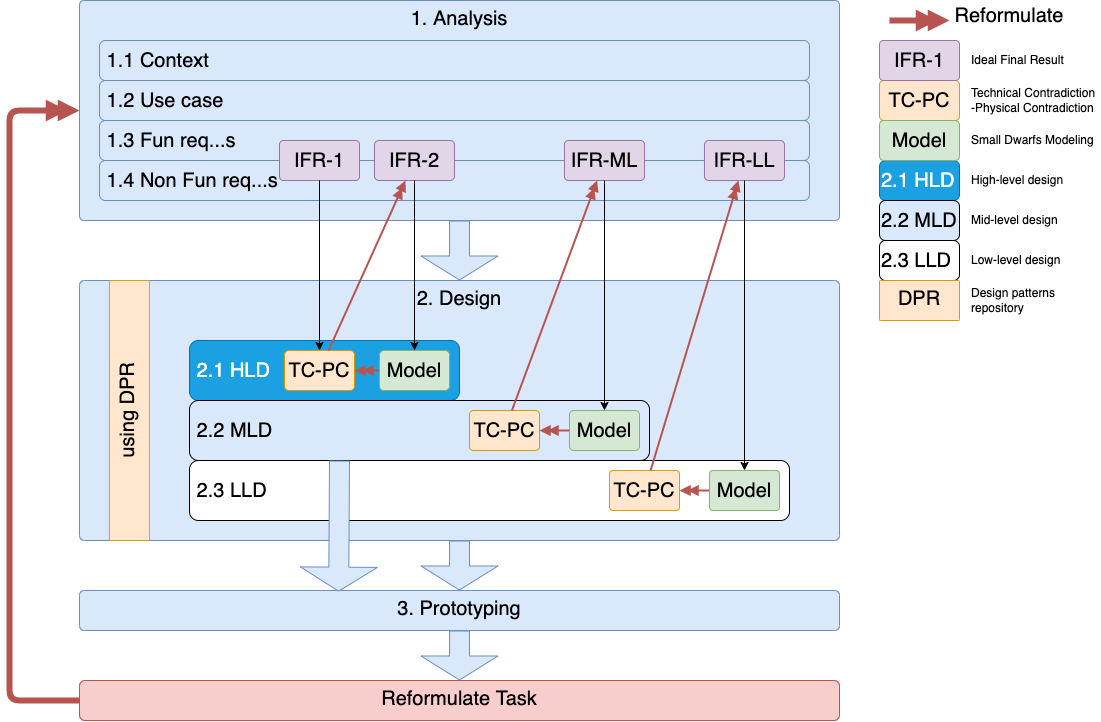 1. Analysis
1.1 Context
1.2 Use case
1.3 Fun req...s
1.4 Non Fun req...s
IFR-1
IFR-2
IFR-ML
IFR-LL
2. Design
using DPR
2.1 HLD
TC-PC
Model
2.2 MLD
TC-PC
Model
2.3 LLD
TC-PC
Model
3. Prototyping
Reformulate Task
Reformulate
IFR-1
Ideal Final Result
TC-PC
Technical Contradiction
-Physical Contradiction
Model
Small Dwarfs Modeling
2.1 HLD
High-level design
2.2 MLD
Mid-level design
2.3 LLD
Low-level design
DPR
Design patterns
repository